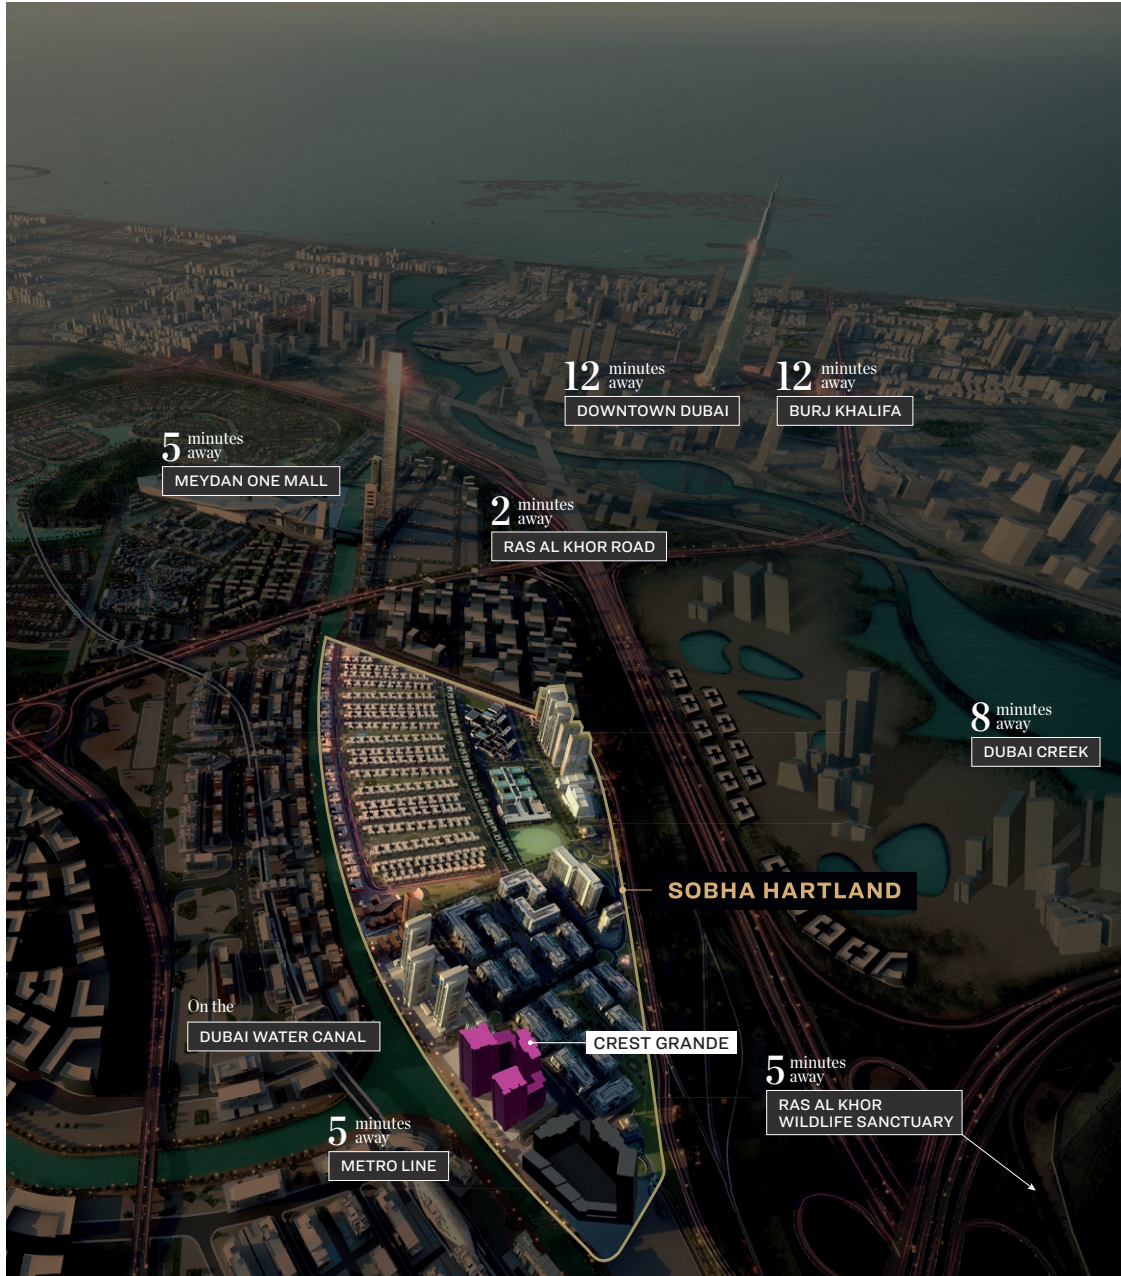 12 minutes
away
DOWNTOWN DUBAI
12 minutes
away
BURJ KHALIFA
5 minutes
away
MEYDAN ONE MALL
2 minutes
away
RAS AL KHOR ROAD
8 minutes
away
DUBAI CREEK
SOBHA HARTLAND
On the
DUBAI WATER CANAL
CREST GRANDE
5 minutes
away
RAS AL KHOR
WILDLIFE SANCTUARY
5 minutes
away
METRO LINE